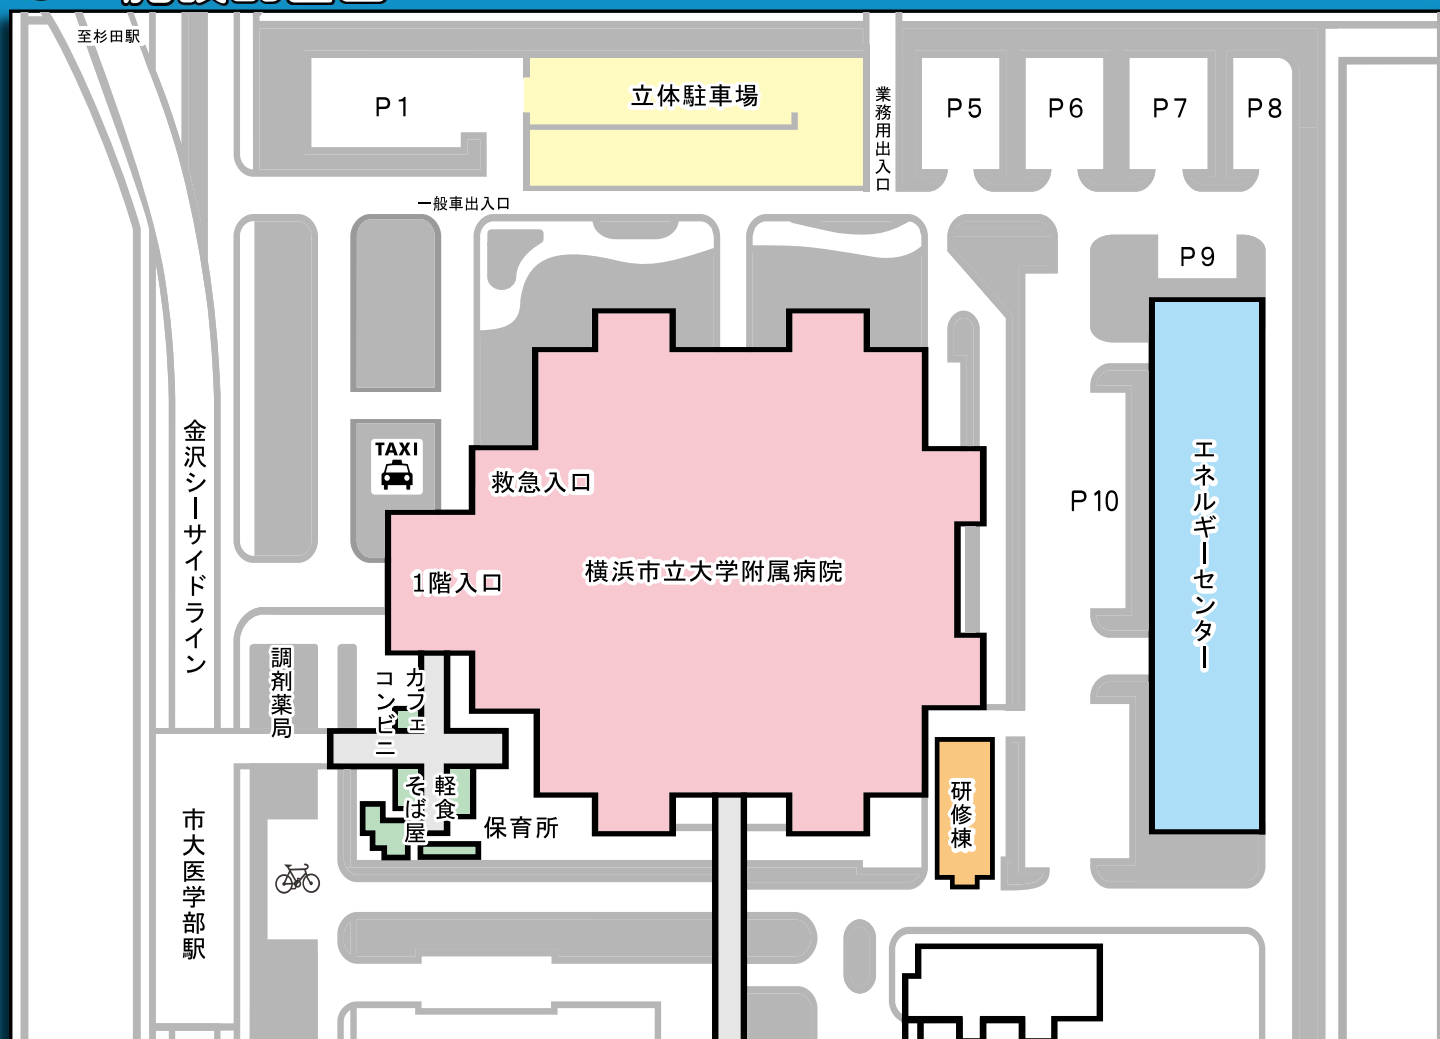 至杉田駅
P1
立体駐車場
業務用出入口
P5
P6
P7
P8
一般車出入口
P9
金沢シーサイドライン
TAXI
救急入口
エネルギーセンター
P10
横浜市立大学附属病院
1階入口
調剤薬局
カフェ
コンビニ
軽食
そば屋
保育所
研修棟
市大医学部駅